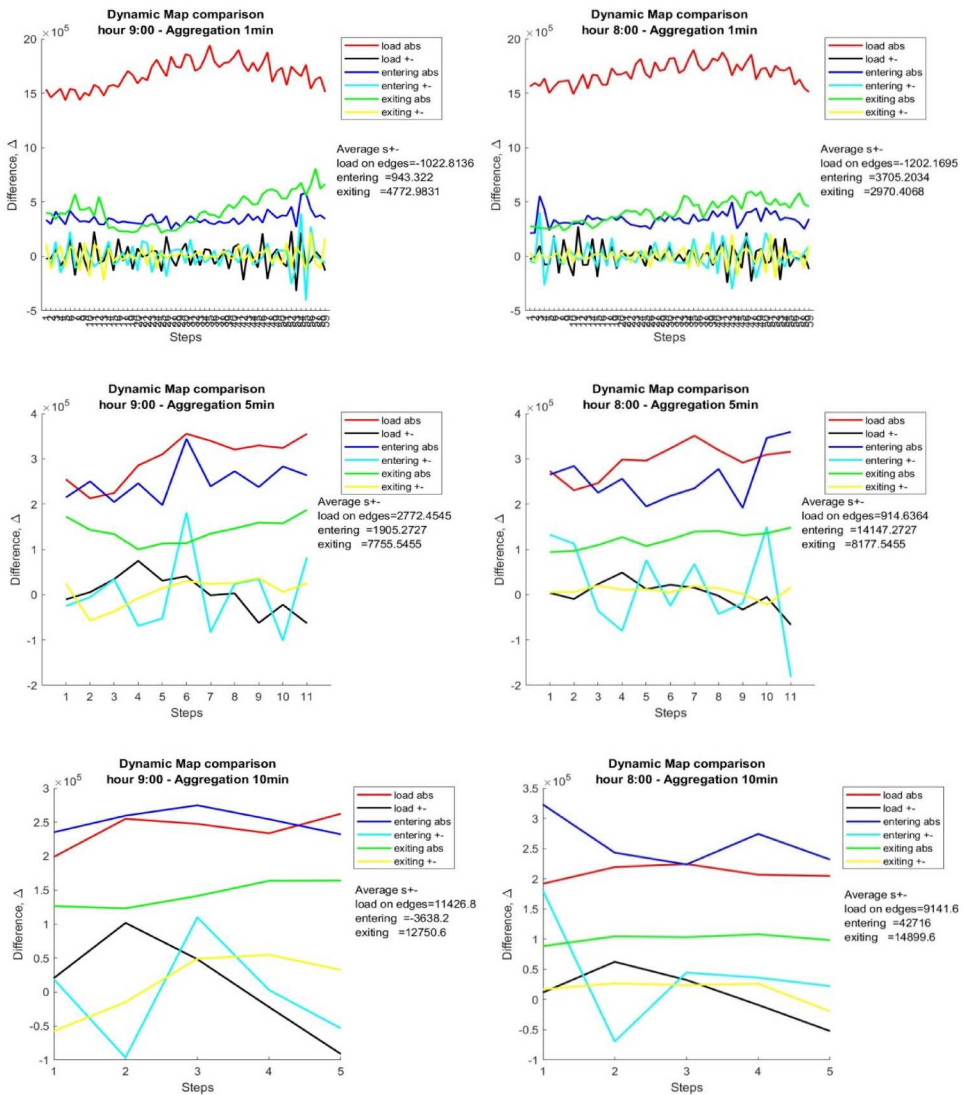 Dynamic Map comparison
hour 9:00 - Aggregation 1min
×10^5
20
15
10
5
0
-5
Difference, Δ
Steps
load abs
load +-
entering abs
entering +-
exiting abs
exiting +-
Average s+-
load on edges=-1022.8136
entering =943.322
exiting =4772.9831
Dynamic Map comparison
hour 8:00 - Aggregation 1min
×10^5
20
15
10
5
0
-5
Difference, Δ
Steps
load abs
load +-
entering abs
entering +-
exiting abs
exiting +-
Average s+-
load on edges=-1202.1695
entering =3705.2034
exiting =2970.4068
Dynamic Map comparison
hour 9:00 - Aggregation 5min
×10^5
4
3
2
1
0
-1
-2
Difference, Δ
1 2 3 4 5 6 7 8 9 10 11
Steps
load abs
load +-
entering abs
entering +-
exiting abs
exiting +-
Average s+-
load on edges=2772.4545
entering =1905.2727
exiting =7755.5455
Dynamic Map comparison
hour 8:00 - Aggregation 5min
×10^5
4
3
2
1
0
-1
-2
Difference, Δ
1 2 3 4 5 6 7 8 9 10 11
Steps
load abs
load +-
entering abs
entering +-
exiting abs
exiting +-
Average s+-
load on edges=914.6364
entering =14147.2727
exiting =8177.5455
Dynamic Map comparison
hour 9:00 - Aggregation 10min
×10^5
3
2.5
2
1.5
1
0.5
0
-0.5
-1
Difference, Δ
1 2 3 4 5
Steps
load abs
load +-
entering abs
entering +-
exiting abs
exiting +-
Average s+-
load on edges=11426.8
entering =-3638.2
exiting =12750.6
Dynamic Map comparison
hour 8:00 - Aggregation 10min
×10^5
3.5
3
2.5
2
1.5
1
0.5
0
-0.5
-1
Difference, Δ
1 2 3 4 5
Steps
load abs
load +-
entering abs
entering +-
exiting abs
exiting +-
Average s+-
load on edges=9141.6
entering =42716
exiting =14899.6